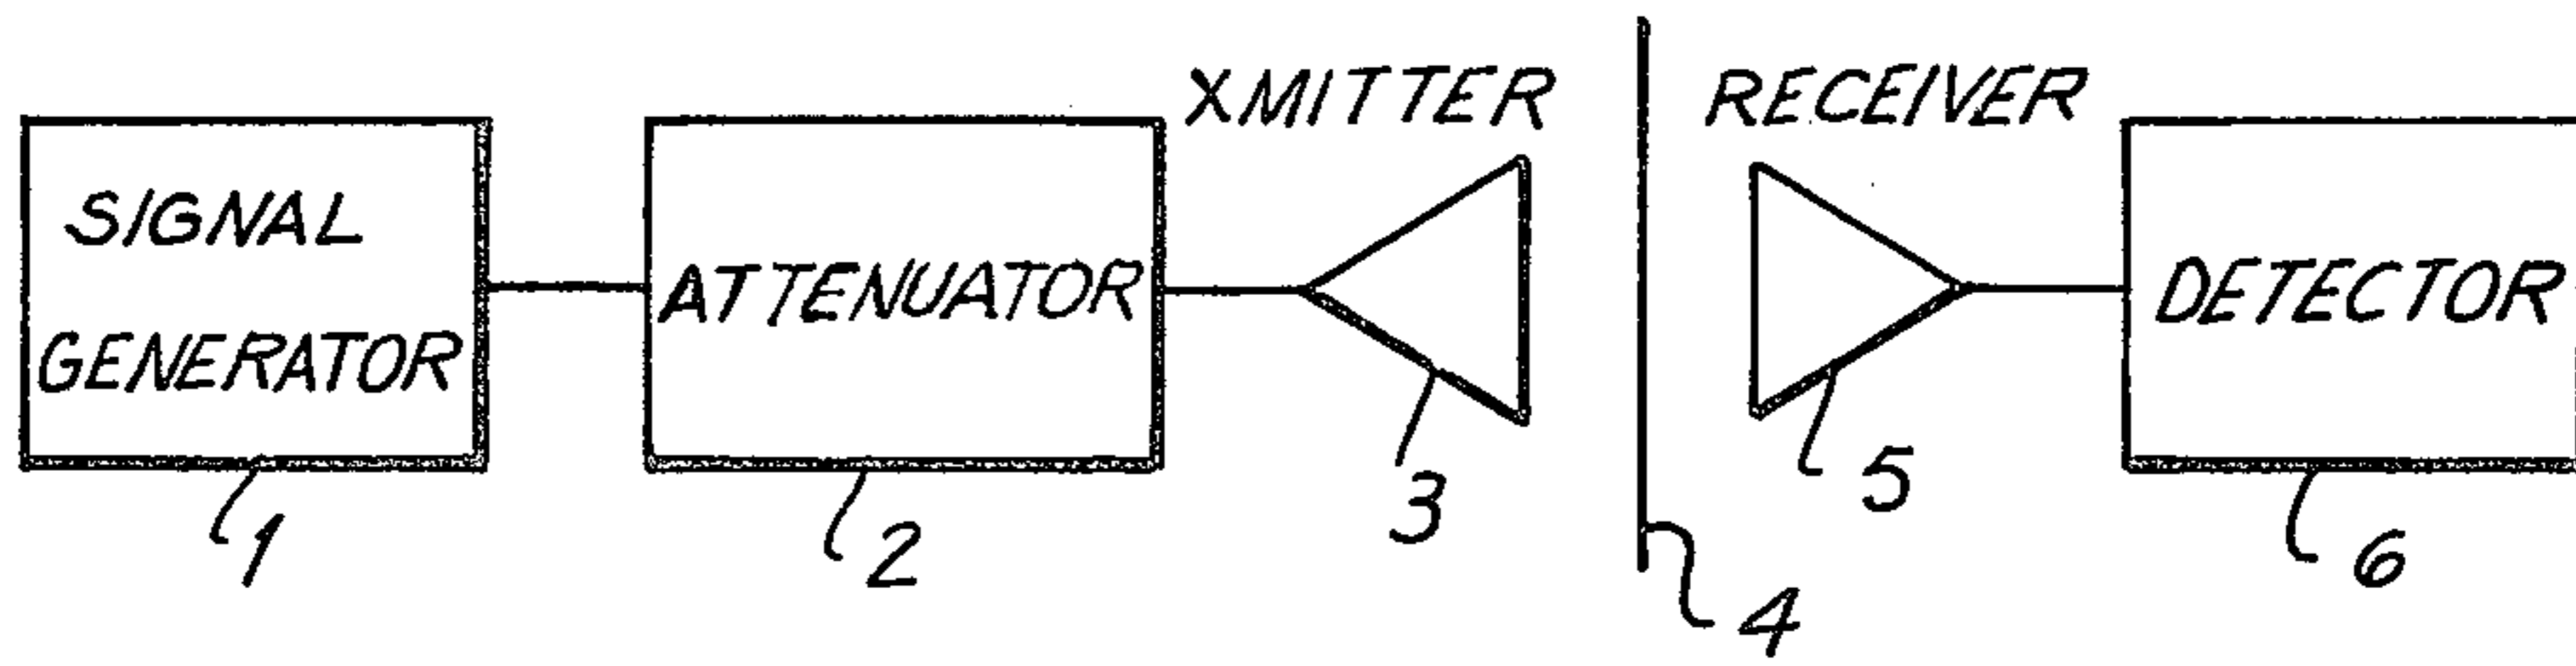 XMITTER
RECEIVER
SIGNAL
GENERATOR
ATTENUATOR
DETECTOR
1
2
3
4
5
6